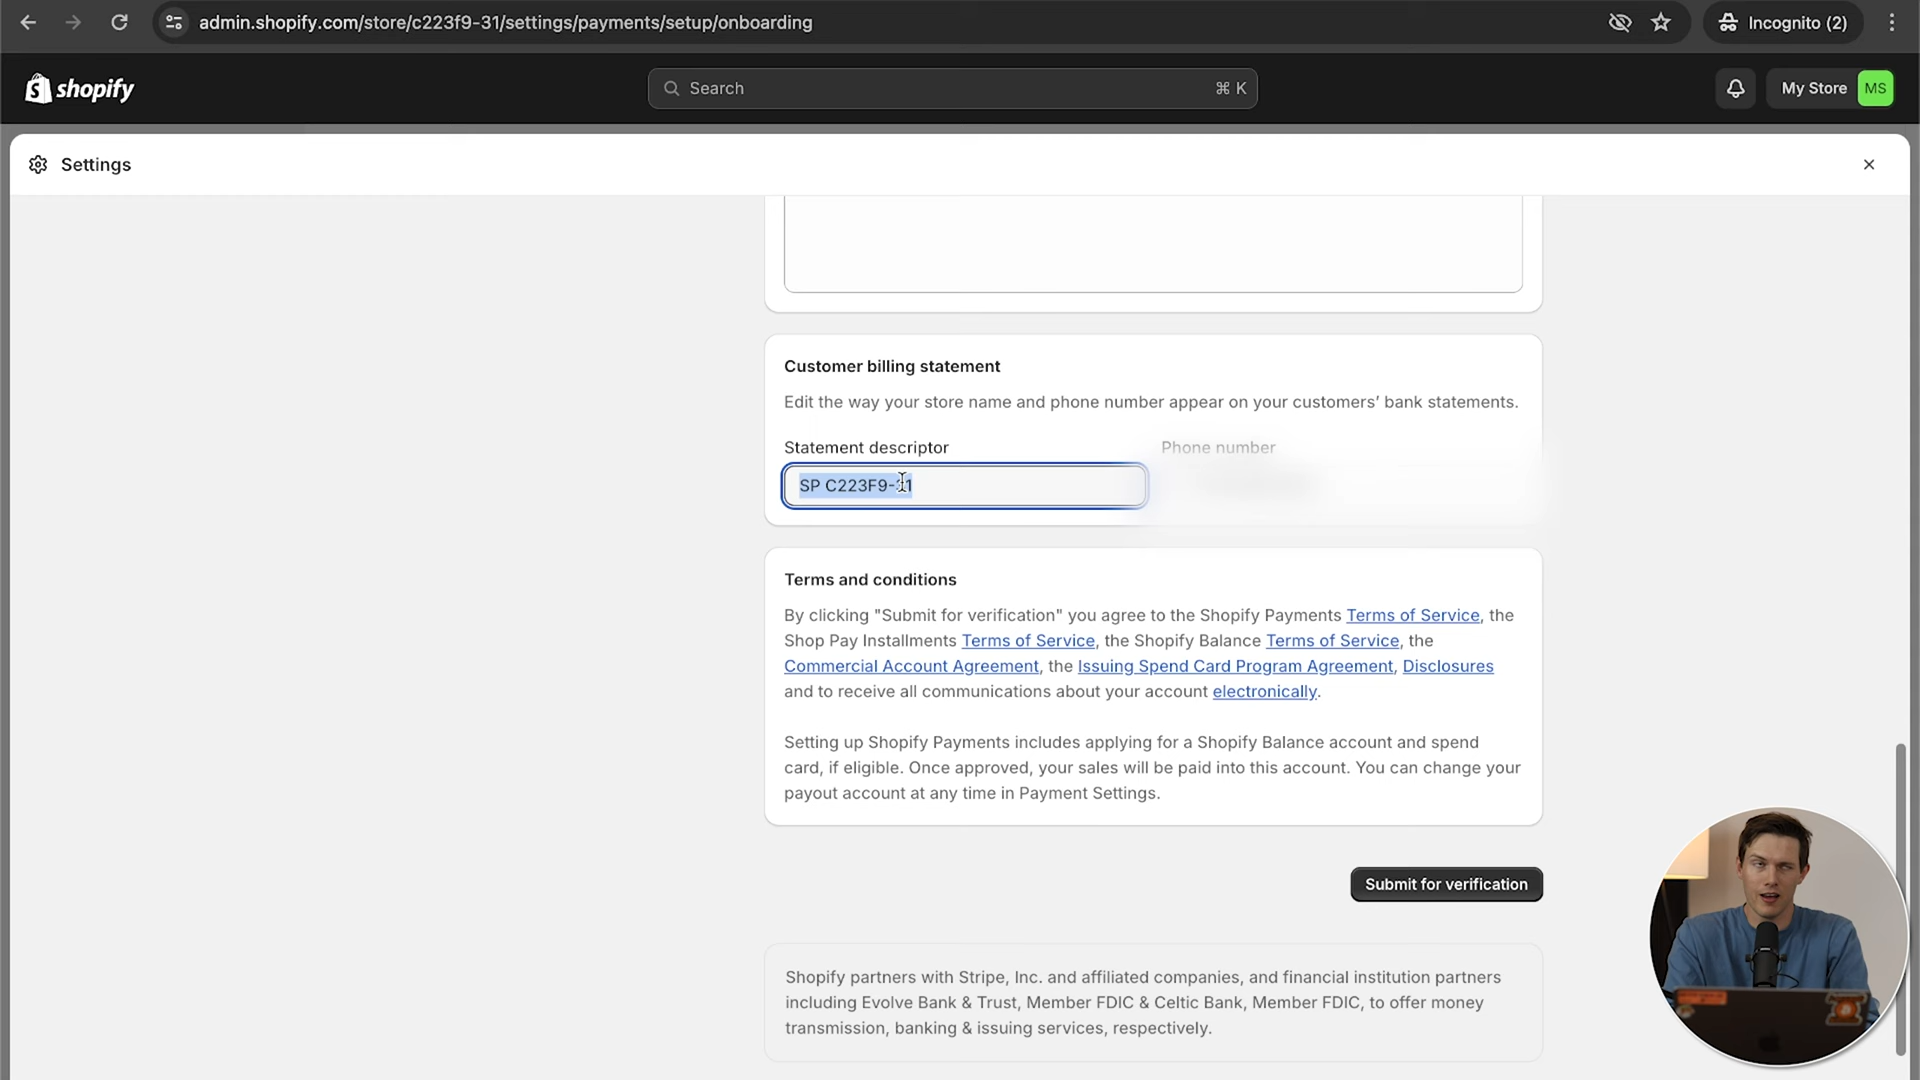 admin.shopify.com/store/c223f9-31/settings/payments/setup/onboarding
Incognito (2)
shopify
Search
⌘ K
My Store
MS
Settings
Customer billing statement
Edit the way your store name and phone number appear on your customers’ bank statements.
Statement descriptor
Phone number
SP C223F9-31
Terms and conditions
By clicking "Submit for verification" you agree to the Shopify Payments Terms of Service, the
Shop Pay Installments Terms of Service, the Shopify Balance Terms of Service, the
Commercial Account Agreement, the Issuing Spend Card Program Agreement, Disclosures
and to receive all communications about your account electronically.
Setting up Shopify Payments includes applying for a Shopify Balance account and spend
card, if eligible. Once approved, your sales will be paid into this account. You can change your
payout account at any time in Payment Settings.
Submit for verification
Shopify partners with Stripe, Inc. and affiliated companies, and financial institution partners
including Evolve Bank & Trust, Member FDIC & Celtic Bank, Member FDIC, to offer money
transmission, banking & issuing services, respectively.